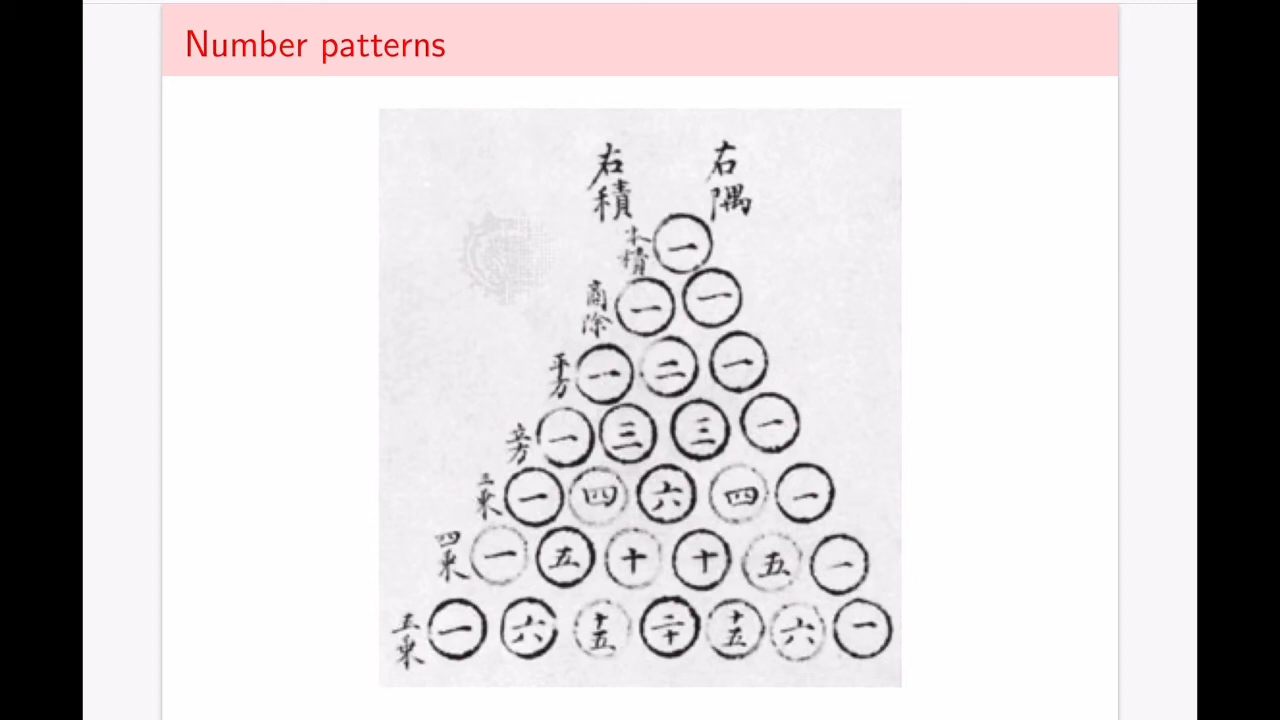 Number patterns
右積 右隅
本積 一
商除 一 一
平方 一 二 一
立方 一 三 三 一
三乘 一 四 六 四 一
四乘 一 五 十 十 五 一
五乘 一 六 十五 二十 十五 六 一